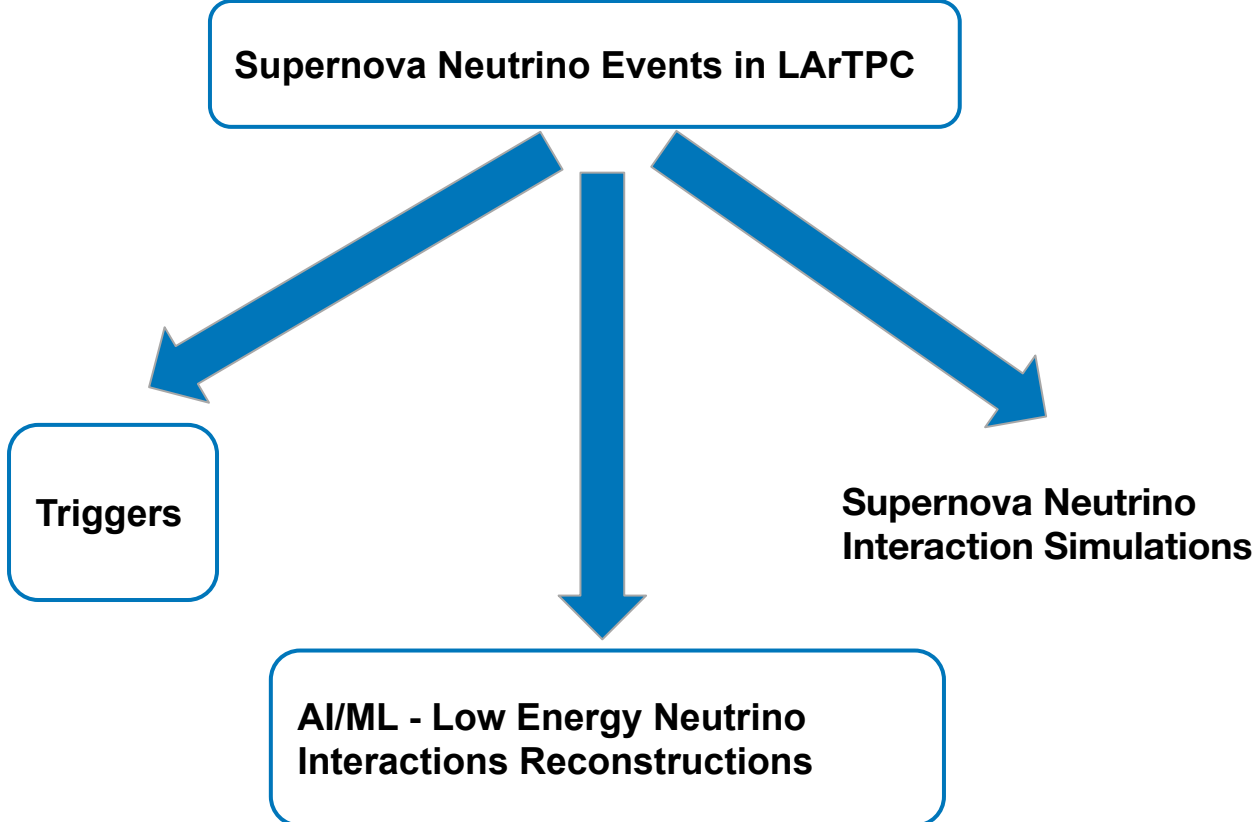 Supernova Neutrino Events in LArTPC
Triggers
Supernova Neutrino
Interaction Simulations
AI/ML - Low Energy Neutrino
Interactions Reconstructions